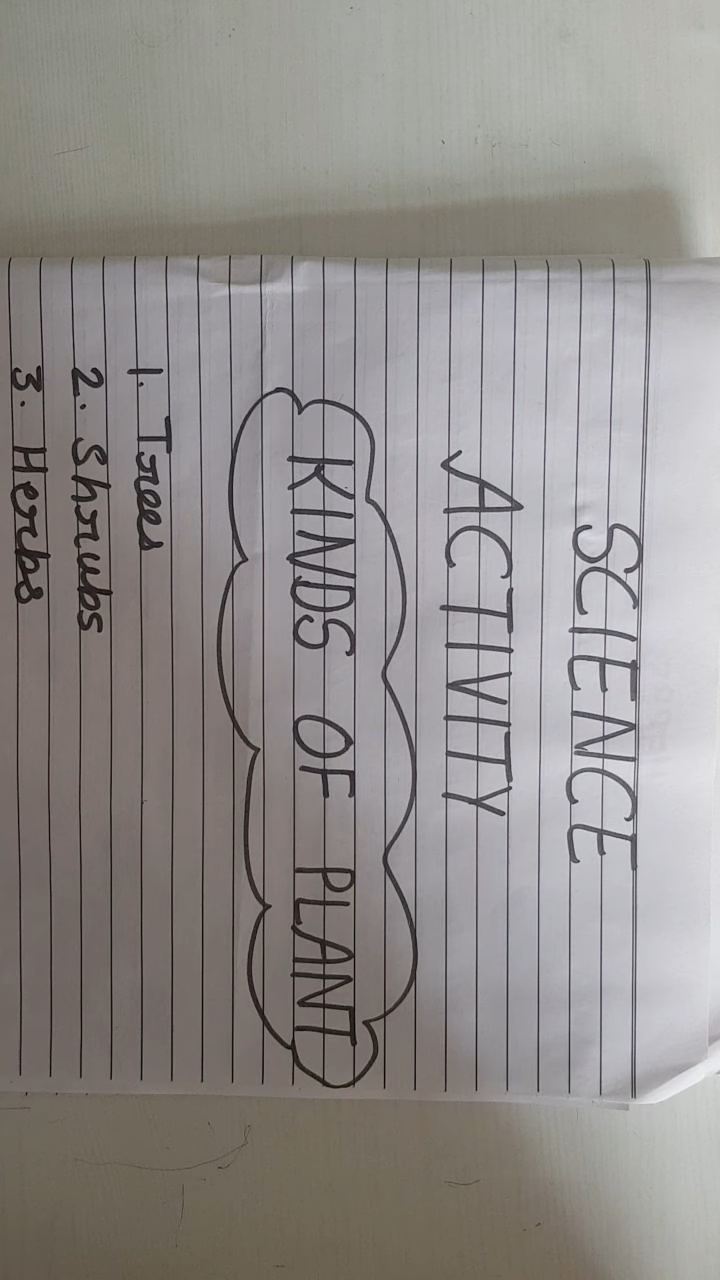 SCIENCE
ACTIVITY
KINDS OF PLANT
1. Trees
2. Shrubs
3. Herbs